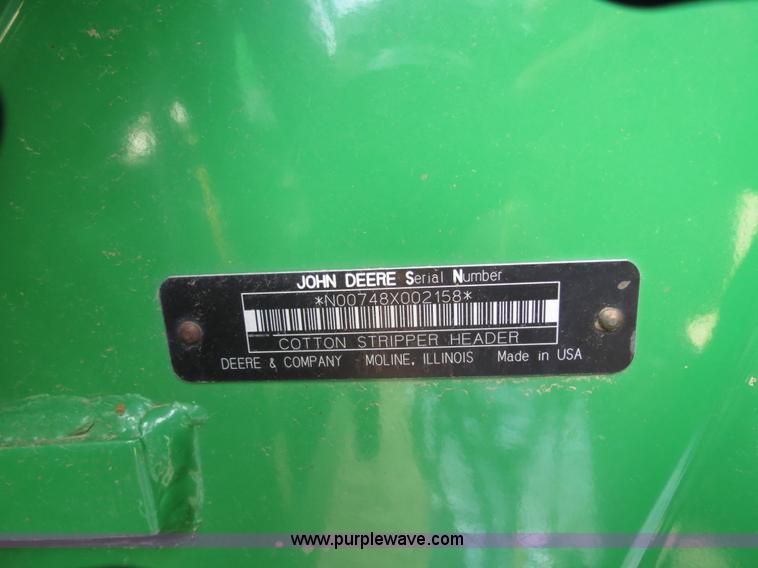 JOHN DEERE Serial Number
*N00748X002158*
COTTON STRIPPER HEADER
DEERE & COMPANY MOLINE, ILLINOIS Made in USA
www.purplewave.com